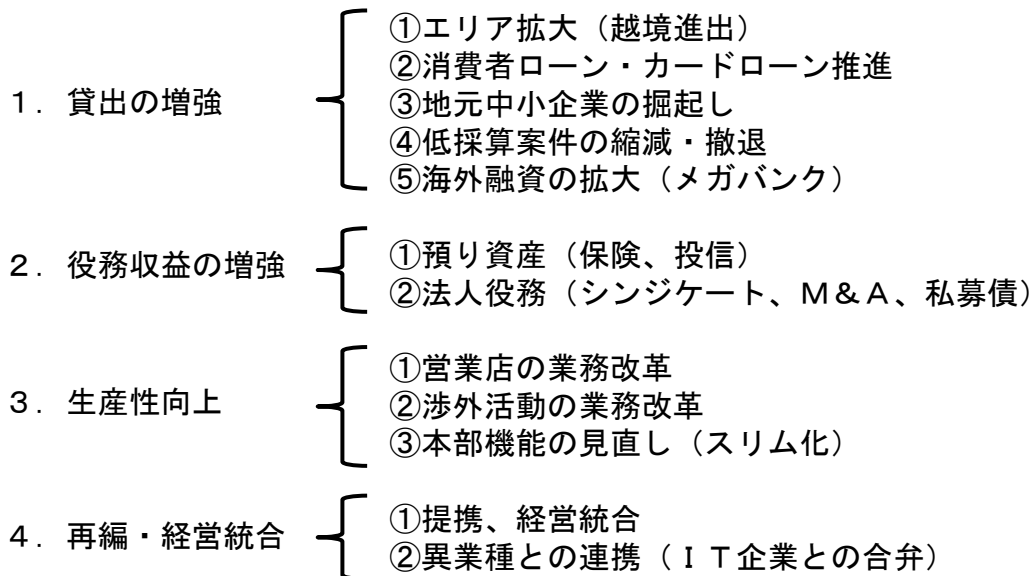 １．貸出の増強
①エリア拡大（越境進出）
②消費者ローン・カードローン推進
③地元中小企業の掘起し
④低採算案件の縮減・撤退
⑤海外融資の拡大（メガバンク）
２．役務収益の増強
①預り資産（保険、投信）
②法人役務（シンジケート、Ｍ＆Ａ、私募債）
３．生産性向上
①営業店の業務改革
②渉外活動の業務改革
③本部機能の見直し（スリム化）
４．再編・経営統合
①提携、経営統合
②異業種との連携（ＩＴ企業との合弁）